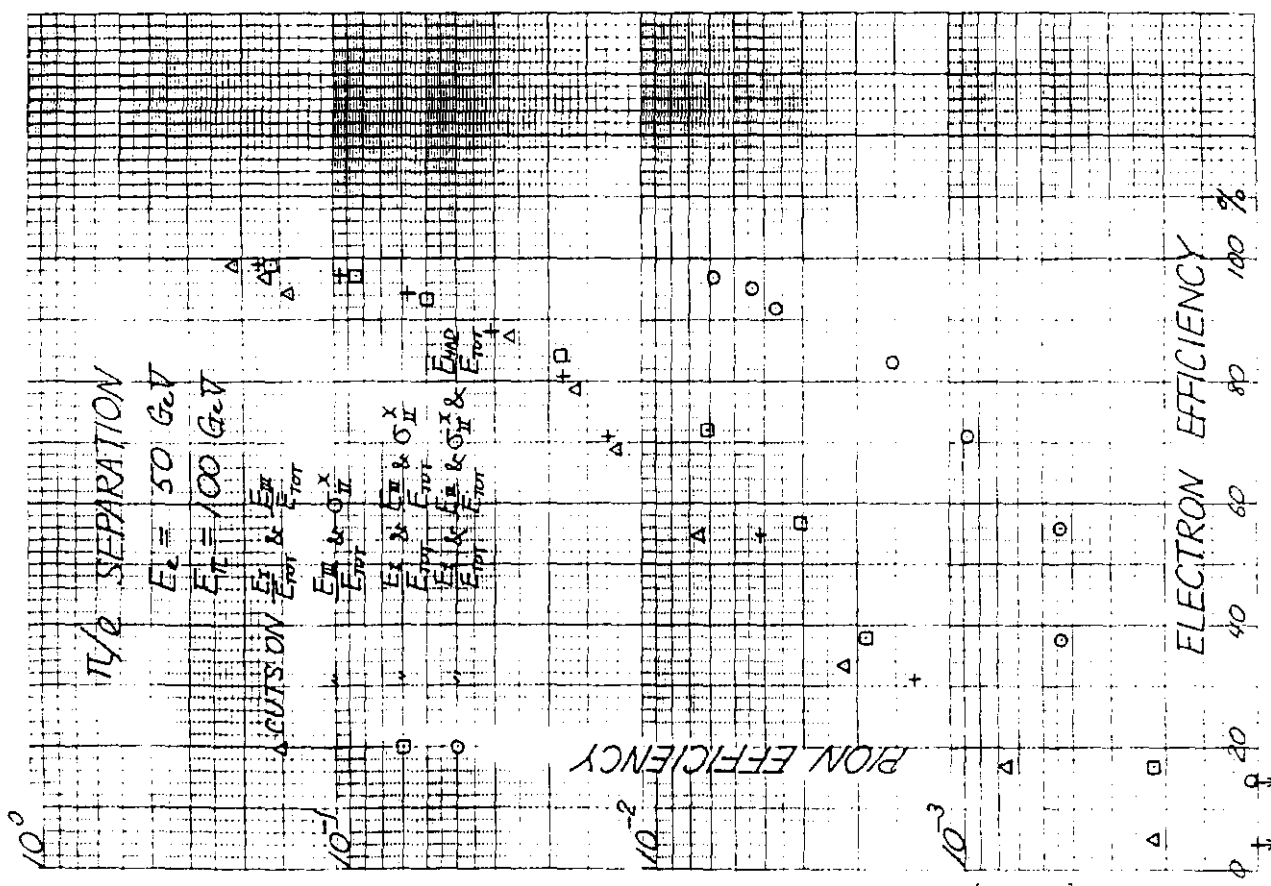 π/e SEPARATION
E_e = 50 GeV
E_π = 100 GeV
△ CUTS ON E_I/E_TOT & E_III/E_TOT
" E_III/E_TOT & σ_II^X
□ " E_I/E_TOT & E_III/E_TOT & σ_II^X
○ " E_I/E_TOT & E_III/E_TOT & σ_II^X & E_HAD/E_TOT
PION EFFICIENCY
10^0
10^-1
10^-2
10^-3
0 20 40 60 80 100 %
ELECTRON EFFICIENCY